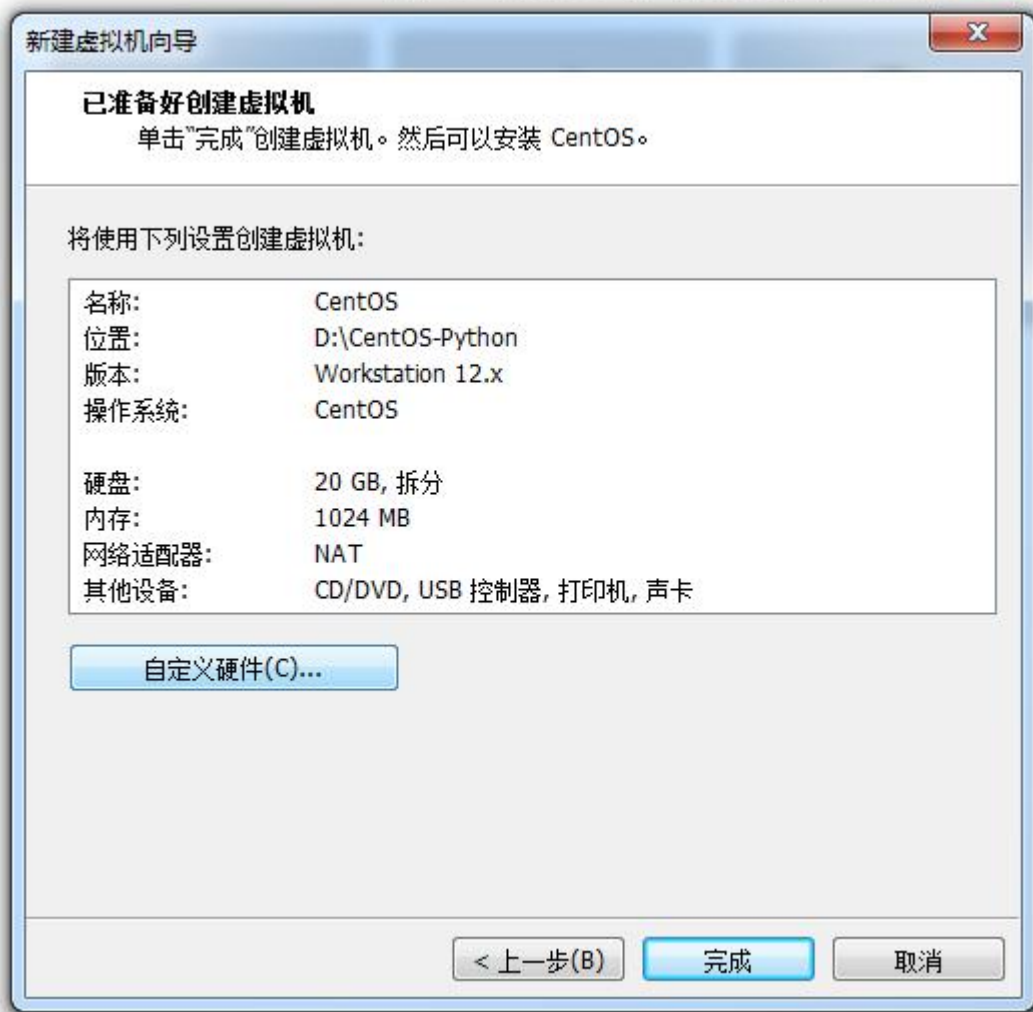 新建虚拟机向导
已准备好创建虚拟机
单击"完成"创建虚拟机。然后可以安装 CentOS。
将使用下列设置创建虚拟机:
名称: CentOS
位置: D:\CentOS-Python
版本: Workstation 12.x
操作系统: CentOS
硬盘: 20 GB, 拆分
内存: 1024 MB
网络适配器: NAT
其他设备: CD/DVD, USB 控制器, 打印机, 声卡
自定义硬件(C)...
< 上一步(B) 完成 取消